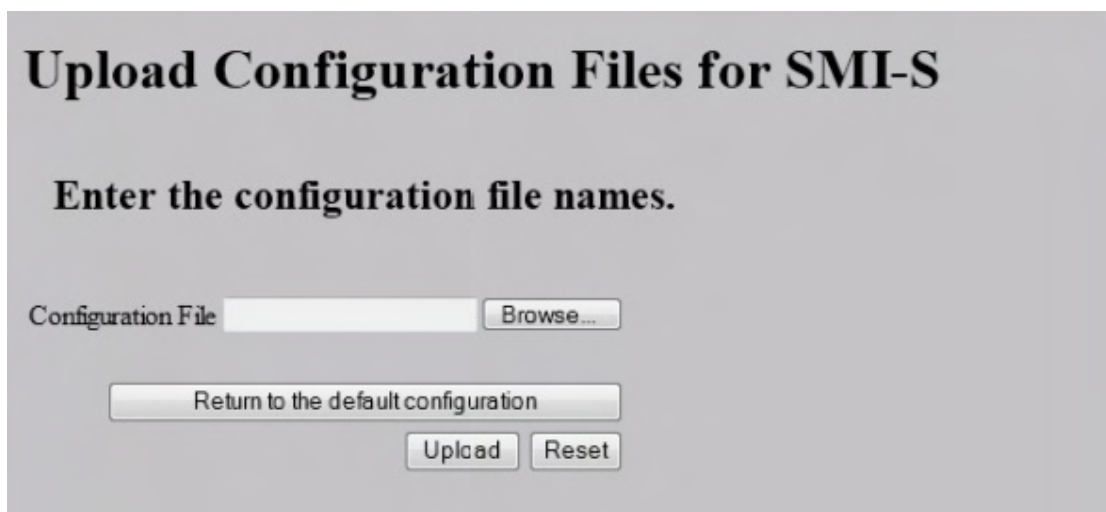 Upload Configuration Files for SMI-S
Enter the configuration file names.
Configuration File Browse...
Return to the default configuration
Upload Reset